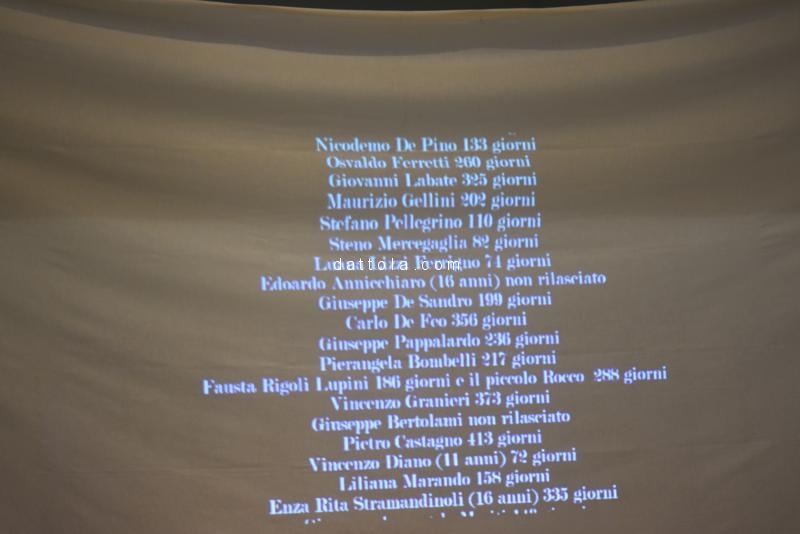 Nicodemo De Pino 133 giorni
Osvaldo Ferretti 260 giorni
Giovanni Labate 325 giorni
Maurizio Gellini 202 giorni
Stefano Pellegrino 110 giorni
Steno Mercegaglia 82 giorni
74 giorni
dattola.com
Edoardo Annicchiaro (16 anni) non rilasciato
Giuseppe De Sandro 199 giorni
Carlo De Feo 356 giorni
Giuseppe Pappalardo 236 giorni
Pierangela Bombelli 217 giorni
Fausta Rigoli Lupini 186 giorni e il piccolo Rocco 288 giorni
Vincenzo Granieri 373 giorni
Giuseppe Bertolami non rilasciato
Pietro Castagno 413 giorni
Vincenzo Diano (11 anni) 72 giorni
Liliana Marando 158 giorni
Enza Rita Stramandinoli (16 anni) 335 giorni